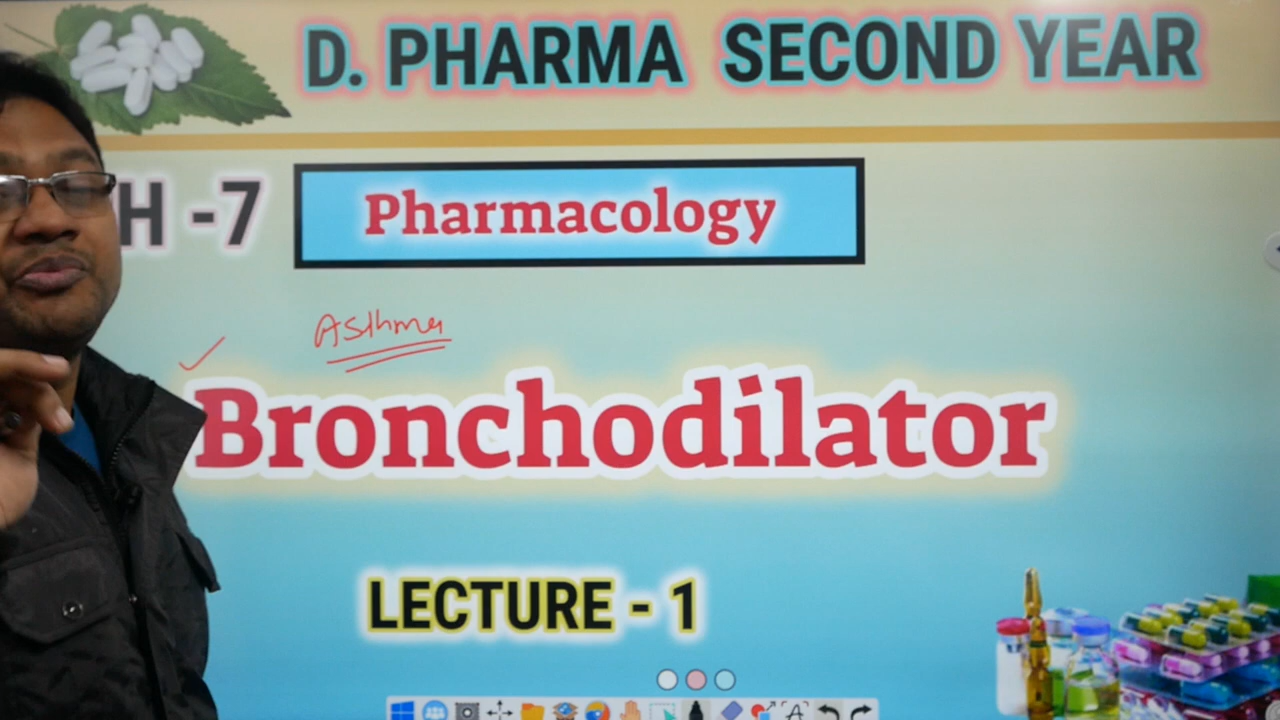 D. PHARMA SECOND YEAR
H -7
Pharmacology
Asthma
Bronchodilator
LECTURE - 1